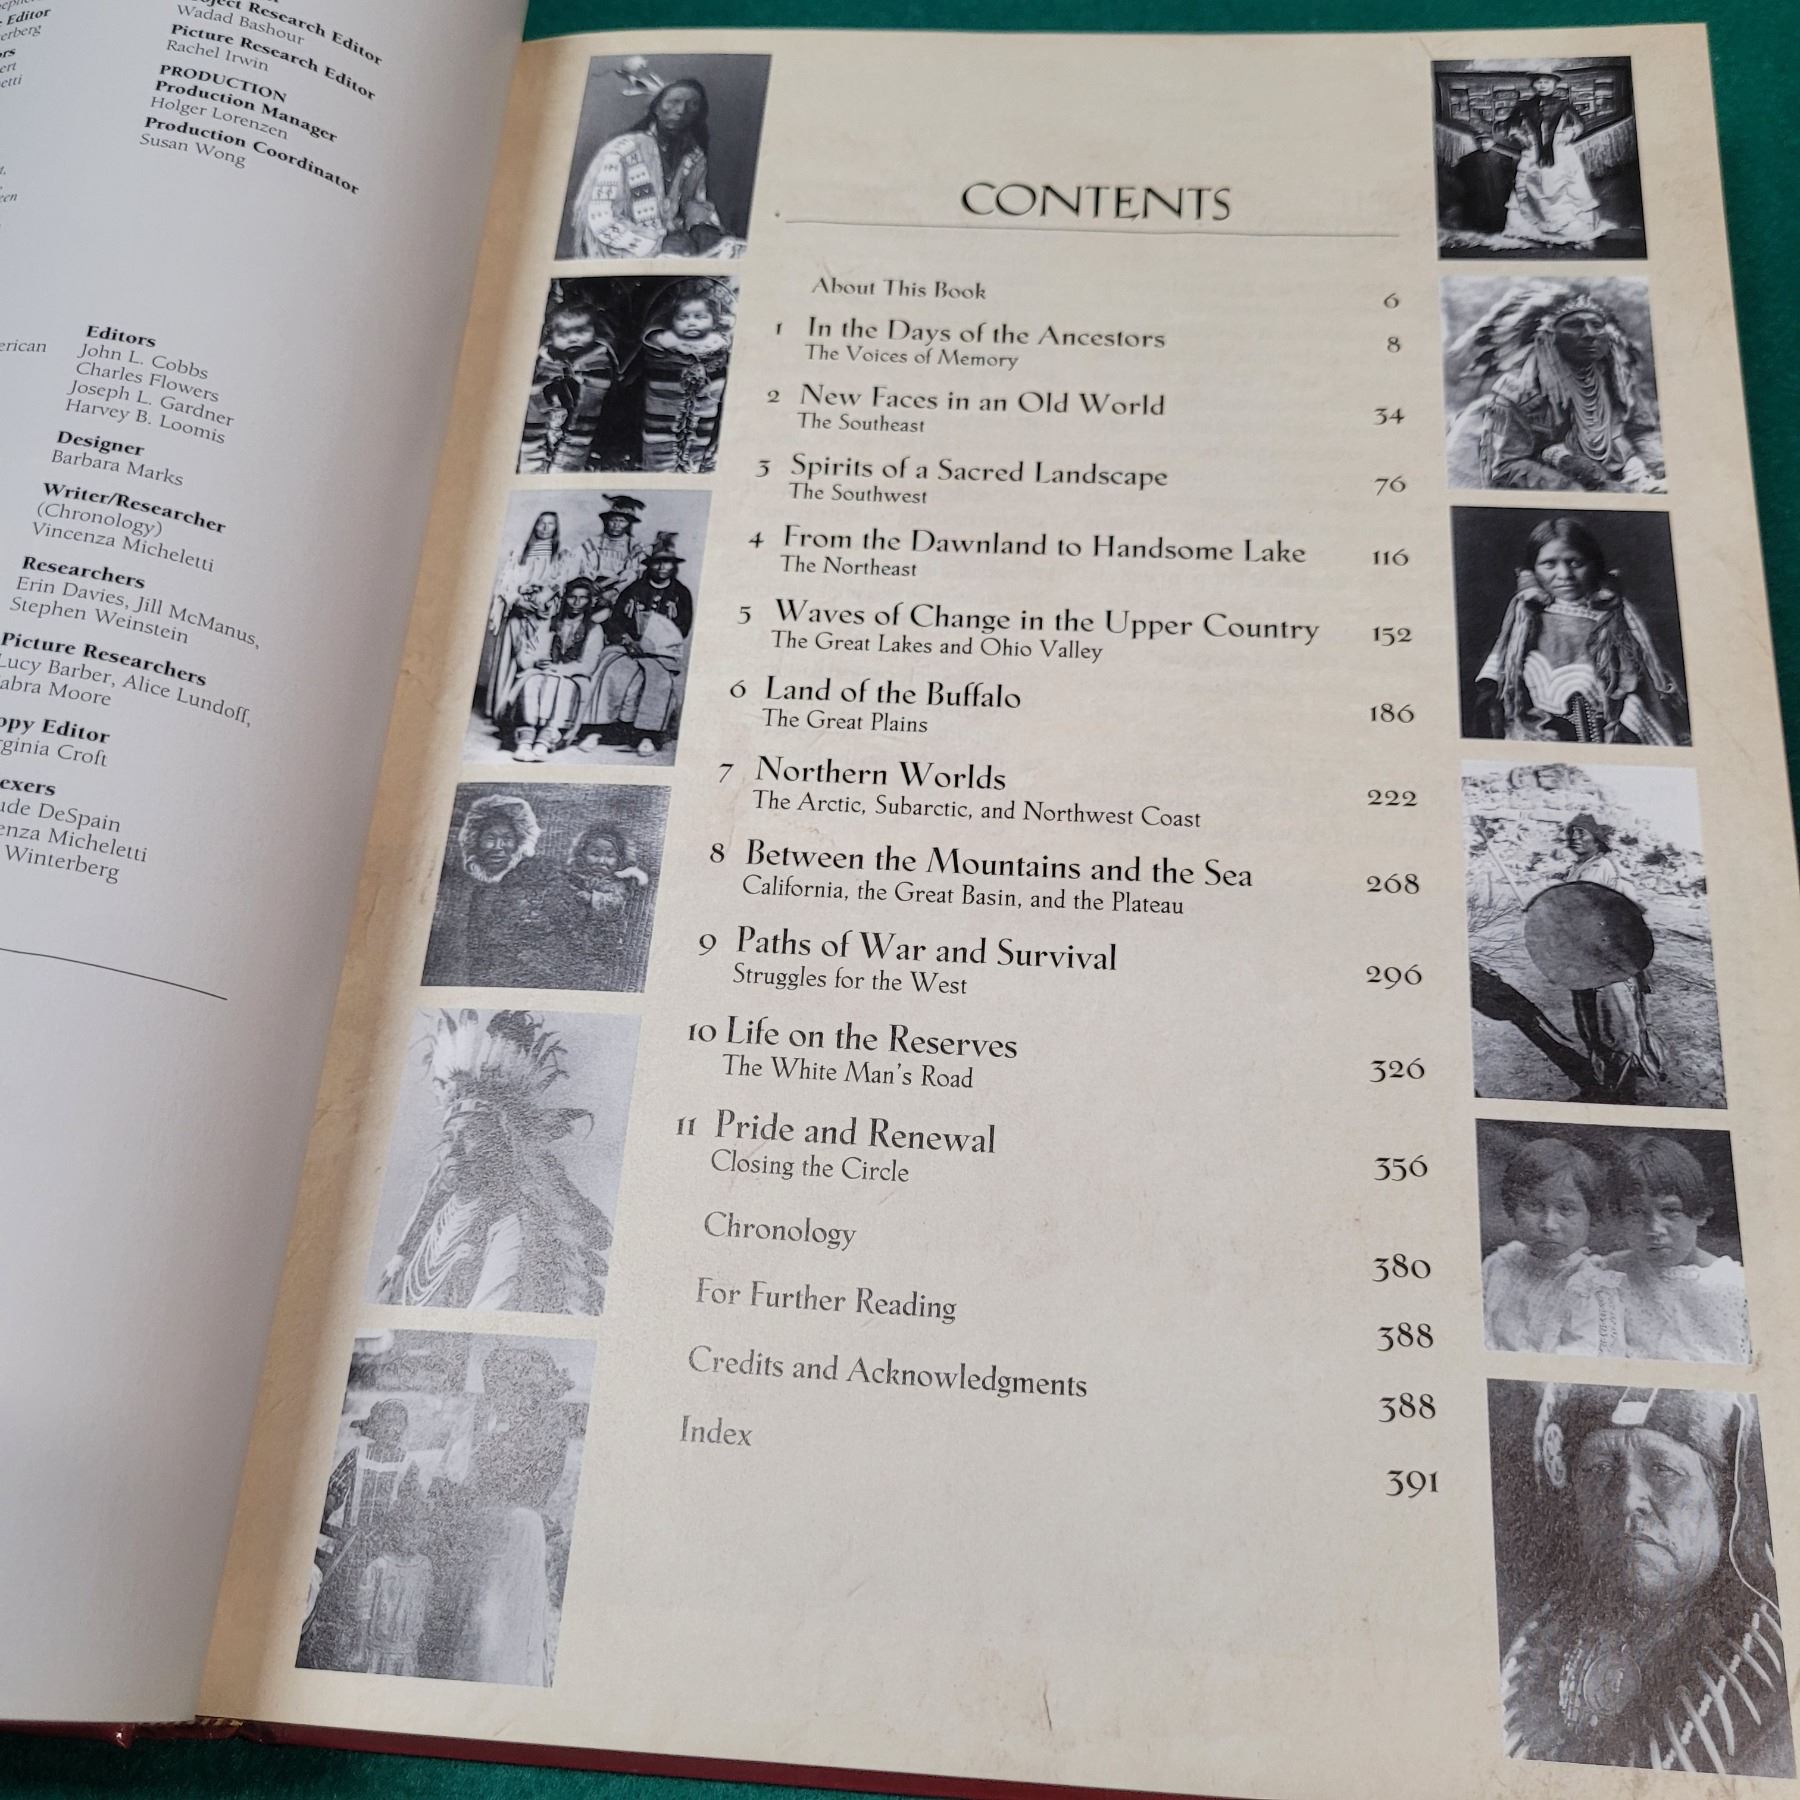 Editor
Research Editor
Wadad Bashour
Picture Research Editor
Rachel Irwin
PRODUCTION
Production Manager
Holger Lorenzen
Production Coordinator
Susan Wong
Editors
John L. Cobbs
Charles Flowers
Joseph L. Gardner
Harvey B. Loomis
Designer
Barbara Marks
Writer/Researcher
(Chronology)
Vincenza Micheletti
Researchers
Erin Davies, Jill McManus,
Stephen Weinstein
Picture Researchers
Lucy Barber, Alice Lundoff,
Moore
Editor
Croft
DeSpain
Micheletti
Winterberg
CONTENTS
About This Book 6
1 In the Days of the Ancestors 8
The Voices of Memory
2 New Faces in an Old World 34
The Southeast
3 Spirits of a Sacred Landscape 76
The Southwest
4 From the Dawnland to Handsome Lake 116
The Northeast
5 Waves of Change in the Upper Country 152
The Great Lakes and Ohio Valley
6 Land of the Buffalo 186
The Great Plains
7 Northern Worlds 222
The Arctic, Subarctic, and Northwest Coast
8 Between the Mountains and the Sea 268
California, the Great Basin, and the Plateau
9 Paths of War and Survival 296
Struggles for the West
10 Life on the Reserves 326
The White Man's Road
11 Pride and Renewal 356
Closing the Circle
Chronology 380
For Further Reading 388
Credits and Acknowledgments 388
Index 391